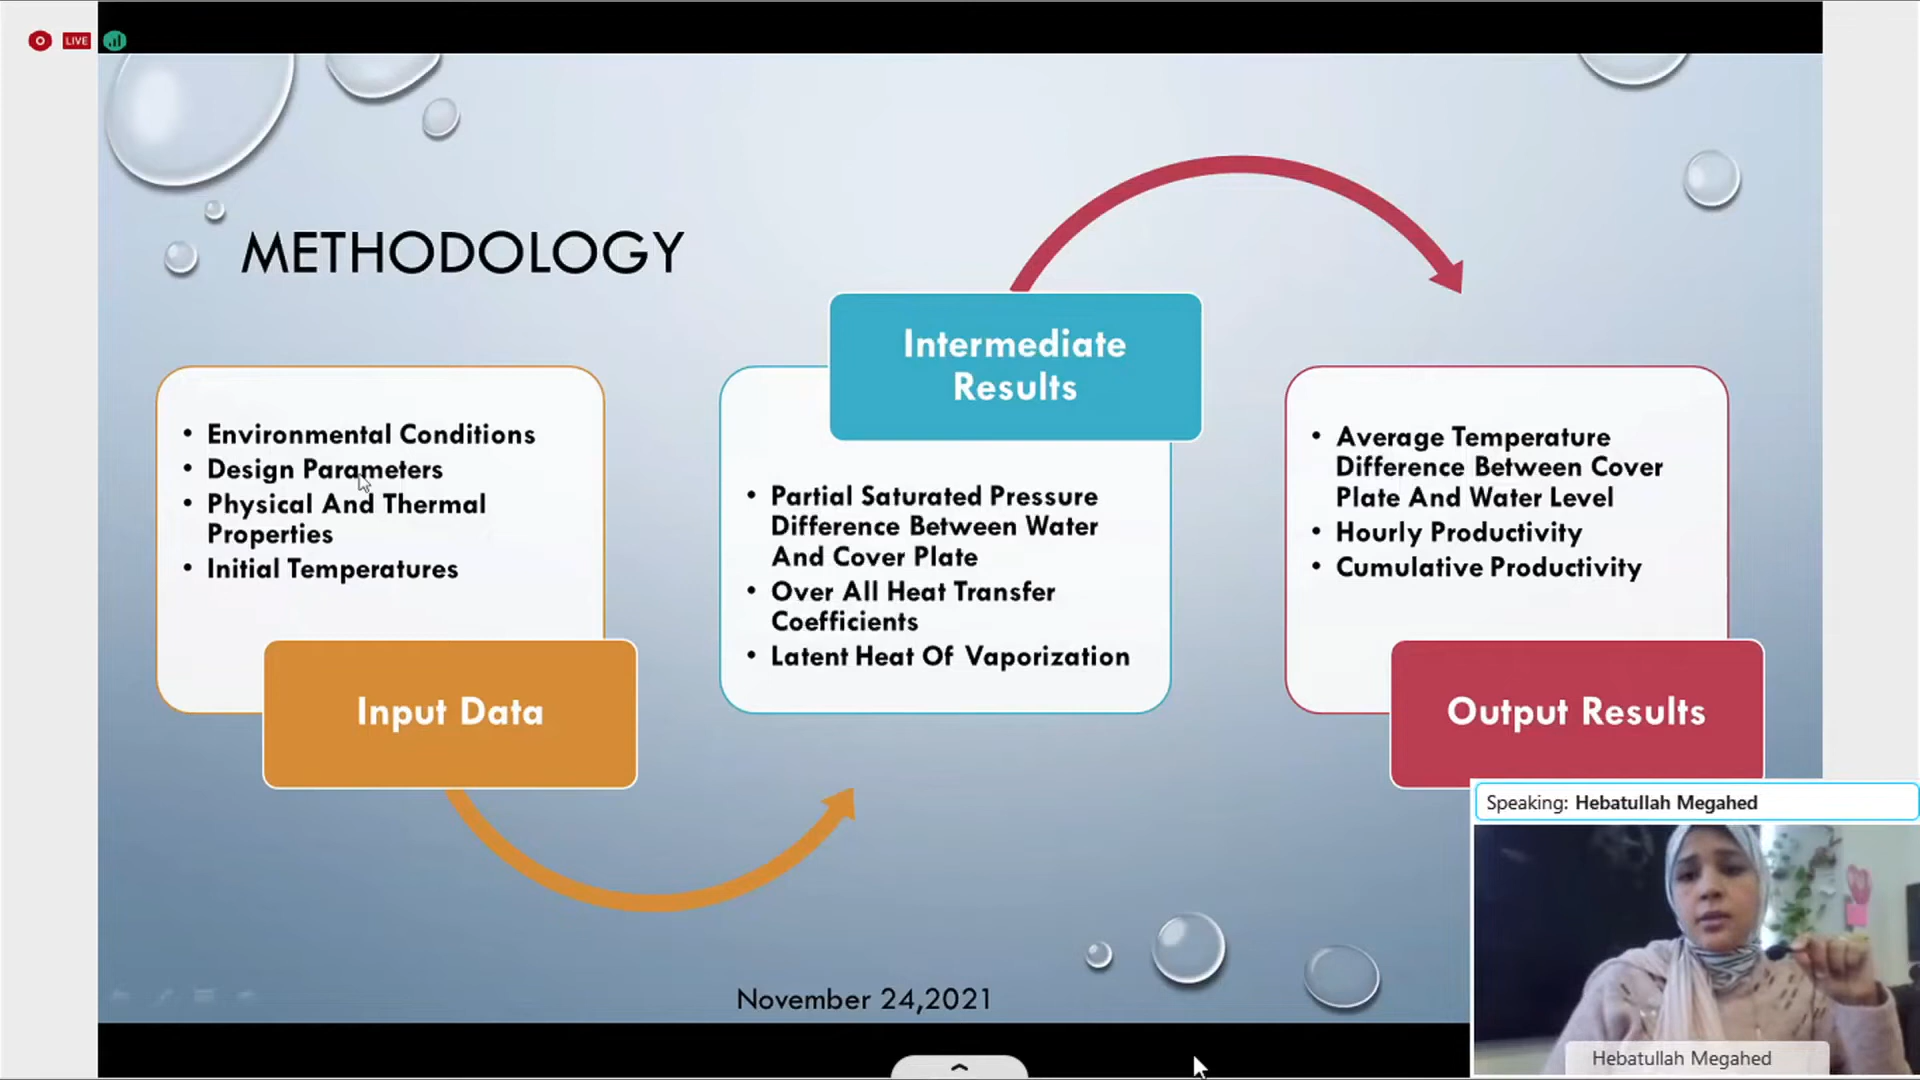 LIVE
METHODOLOGY
• Environmental Conditions
• Design Parameters
• Physical And Thermal
Properties
• Initial Temperatures
Input Data
Intermediate
Results
• Partial Saturated Pressure
Difference Between Water
And Cover Plate
• Over All Heat Transfer
Coefficients
• Latent Heat Of Vaporization
• Average Temperature
Difference Between Cover
Plate And Water Level
• Hourly Productivity
• Cumulative Productivity
Output Results
November 24,2021
Speaking: Hebatullah Megahed
Hebatullah Megahed